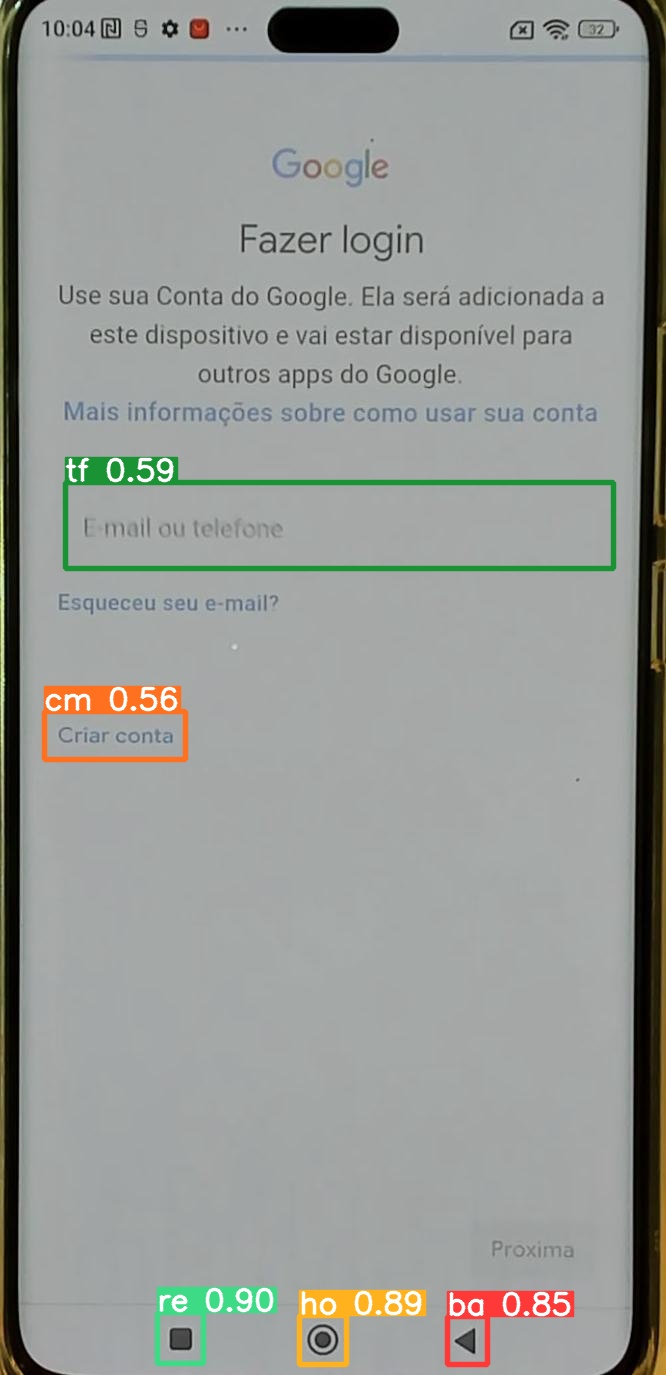 10:04 ... 32
Google
Fazer login
Use sua Conta do Google. Ela será adicionada a
este dispositivo e vai estar disponível para
outros apps do Google.
Mais informações sobre como usar sua conta
tf 0.59
E-mail ou telefone
Esqueceu seu e-mail?
cm 0.56
Criar conta
Próxima
re 0.90 ho 0.89 ba 0.85